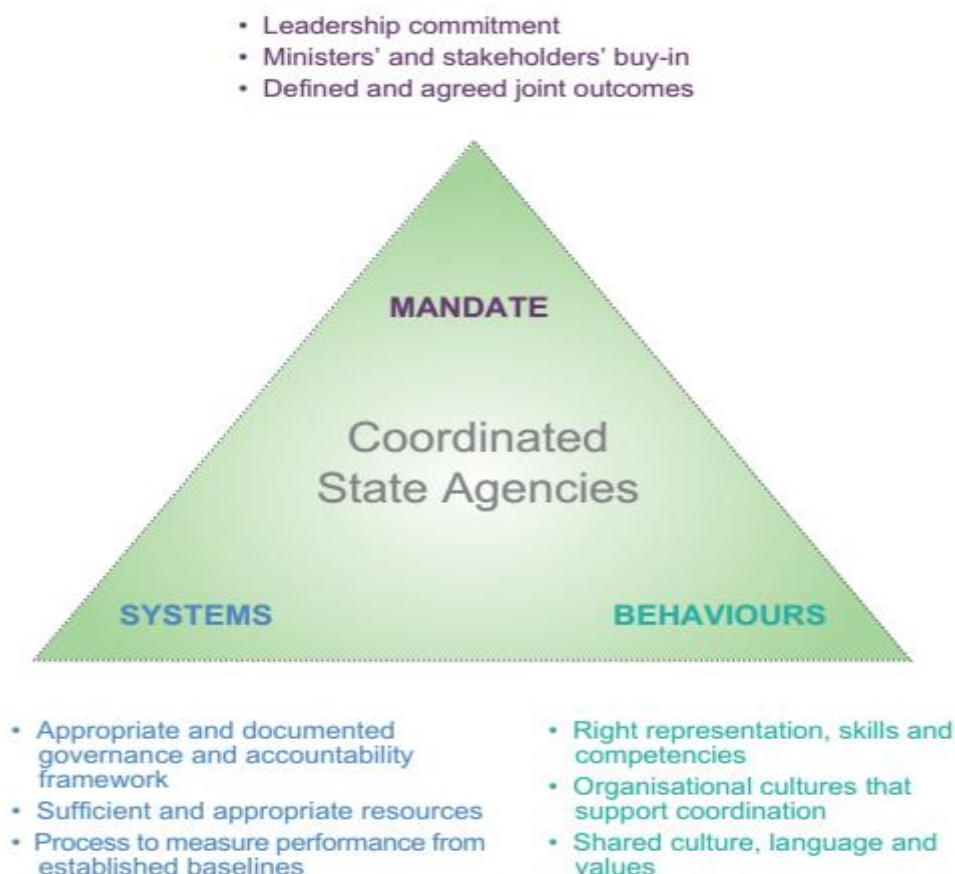 • Leadership commitment
• Ministers’ and stakeholders’ buy-in
• Defined and agreed joint outcomes
MANDATE
Coordinated
State Agencies
SYSTEMS
BEHAVIOURS
• Appropriate and documented
governance and accountability
framework
• Sufficient and appropriate resources
• Process to measure performance from
established baselines
• Right representation, skills and
competencies
• Organisational cultures that
support coordination
• Shared culture, language and
values